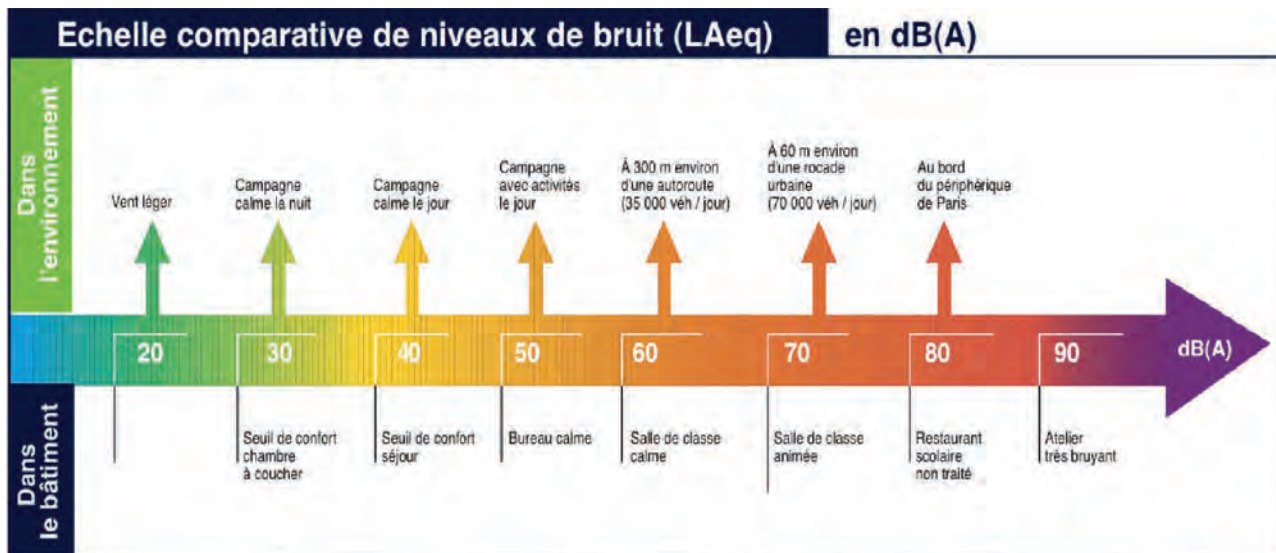 Echelle comparative de niveaux de bruit (LAeq) en dB(A)
Dans
l'environnement
Vent léger
Campagne
calme la nuit
Campagne
calme le jour
Campagne
avec activités
le jour
À 300 m environ
d'une autoroute
(35 000 véh / jour)
À 60 m environ
d'une rocade
urbaine
(70 000 véh / jour)
Au bord
du périphérique
de Paris
20 30 40 50 60 70 80 90 dB(A)
Dans
le bâtiment
Seuil de confort
chambre
à coucher
Seuil de confort
séjour
Bureau calme
Salle de classe
calme
Salle de classe
animée
Restaurant
scolaire
non traité
Atelier
très bruyant